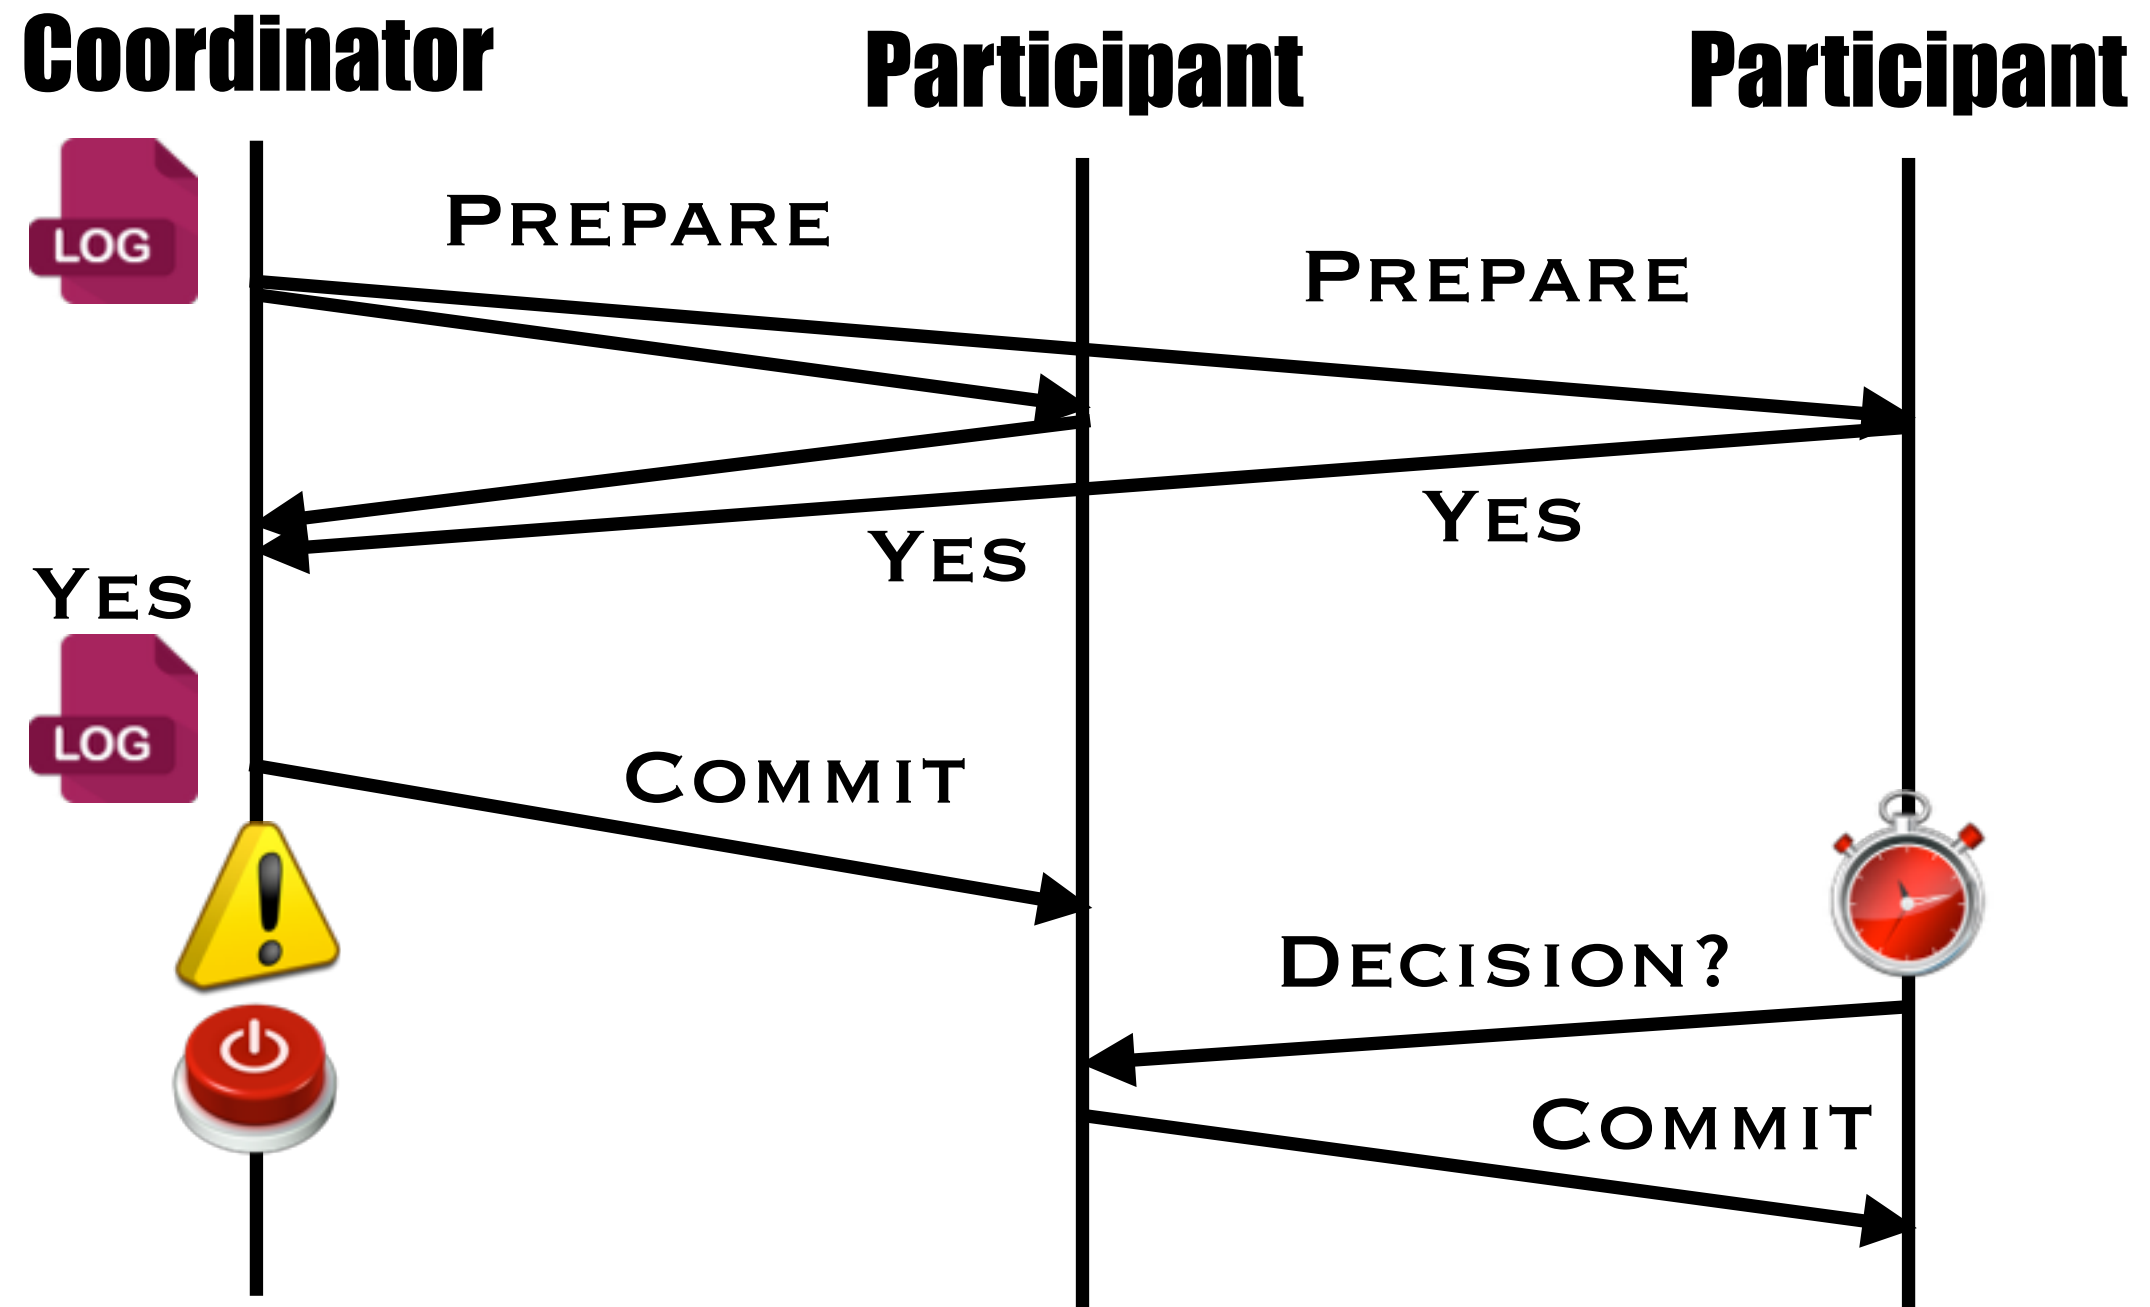 Coordinator
Participant
Participant
LOG
PREPARE
PREPARE
YES
YES
YES
LOG
COMMIT
DECISION?
COMMIT